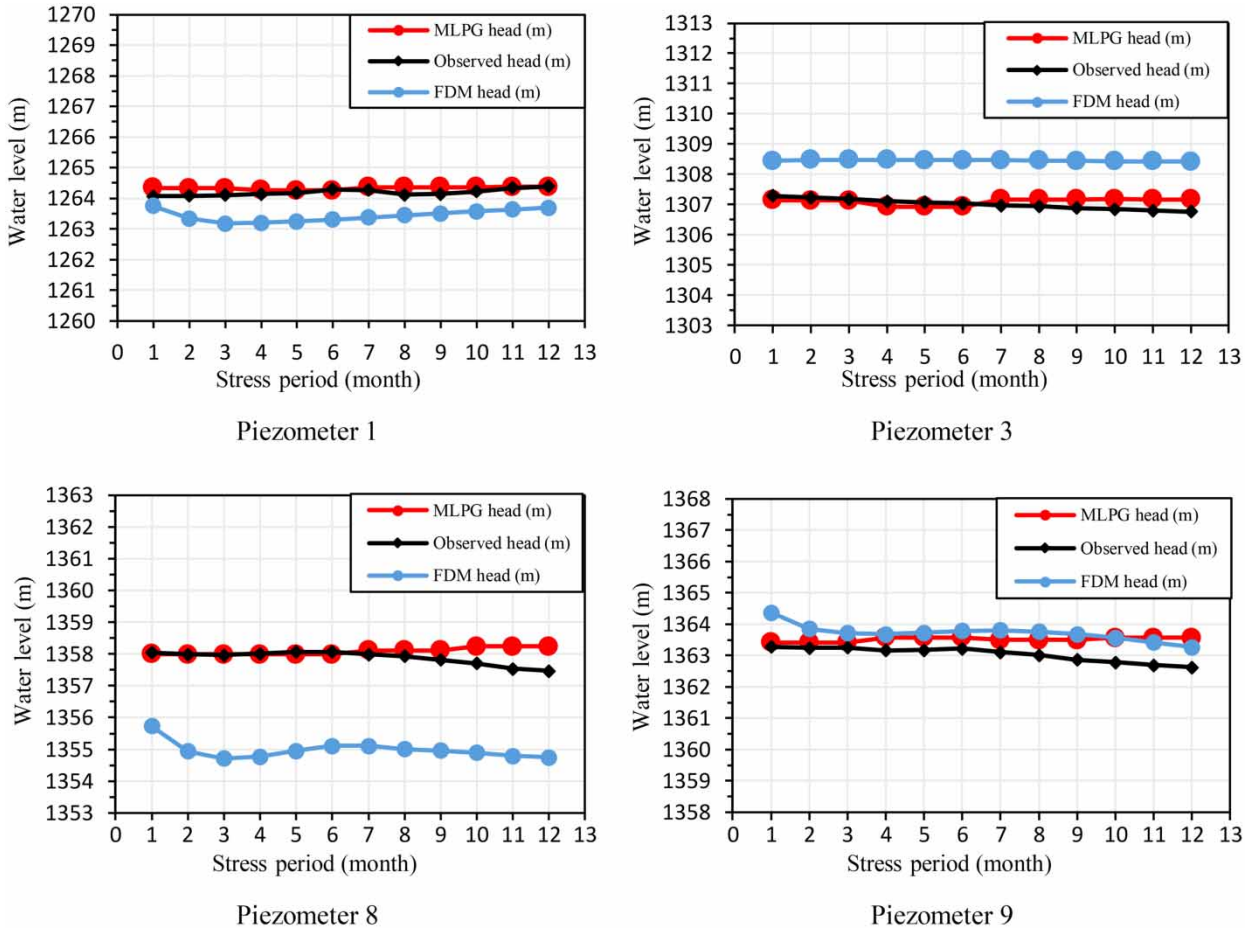 1270
1269
1268
1267
1266
1265
1264
1263
1262
1261
1260
Water level (m)
MLPG head (m)
Observed head (m)
FDM head (m)
0 1 2 3 4 5 6 7 8 9 10 11 12 13
Stress period (month)
Piezometer 1
1313
1312
1311
1310
1309
1308
1307
1306
1305
1304
1303
Water level (m)
MLPG head (m)
Observed head (m)
FDM head (m)
0 1 2 3 4 5 6 7 8 9 10 11 12 13
Stress period (month)
Piezometer 3
1363
1362
1361
1360
1359
1358
1357
1356
1355
1354
1353
Water level (m)
MLPG head (m)
Observed head (m)
FDM head (m)
0 1 2 3 4 5 6 7 8 9 10 11 12 13
Stress period (month)
Piezometer 8
1368
1367
1366
1365
1364
1363
1362
1361
1360
1359
1358
Water level (m)
MLPG head (m)
Observed head (m)
FDM head (m)
0 1 2 3 4 5 6 7 8 9 10 11 12 13
Stress period (month)
Piezometer 9